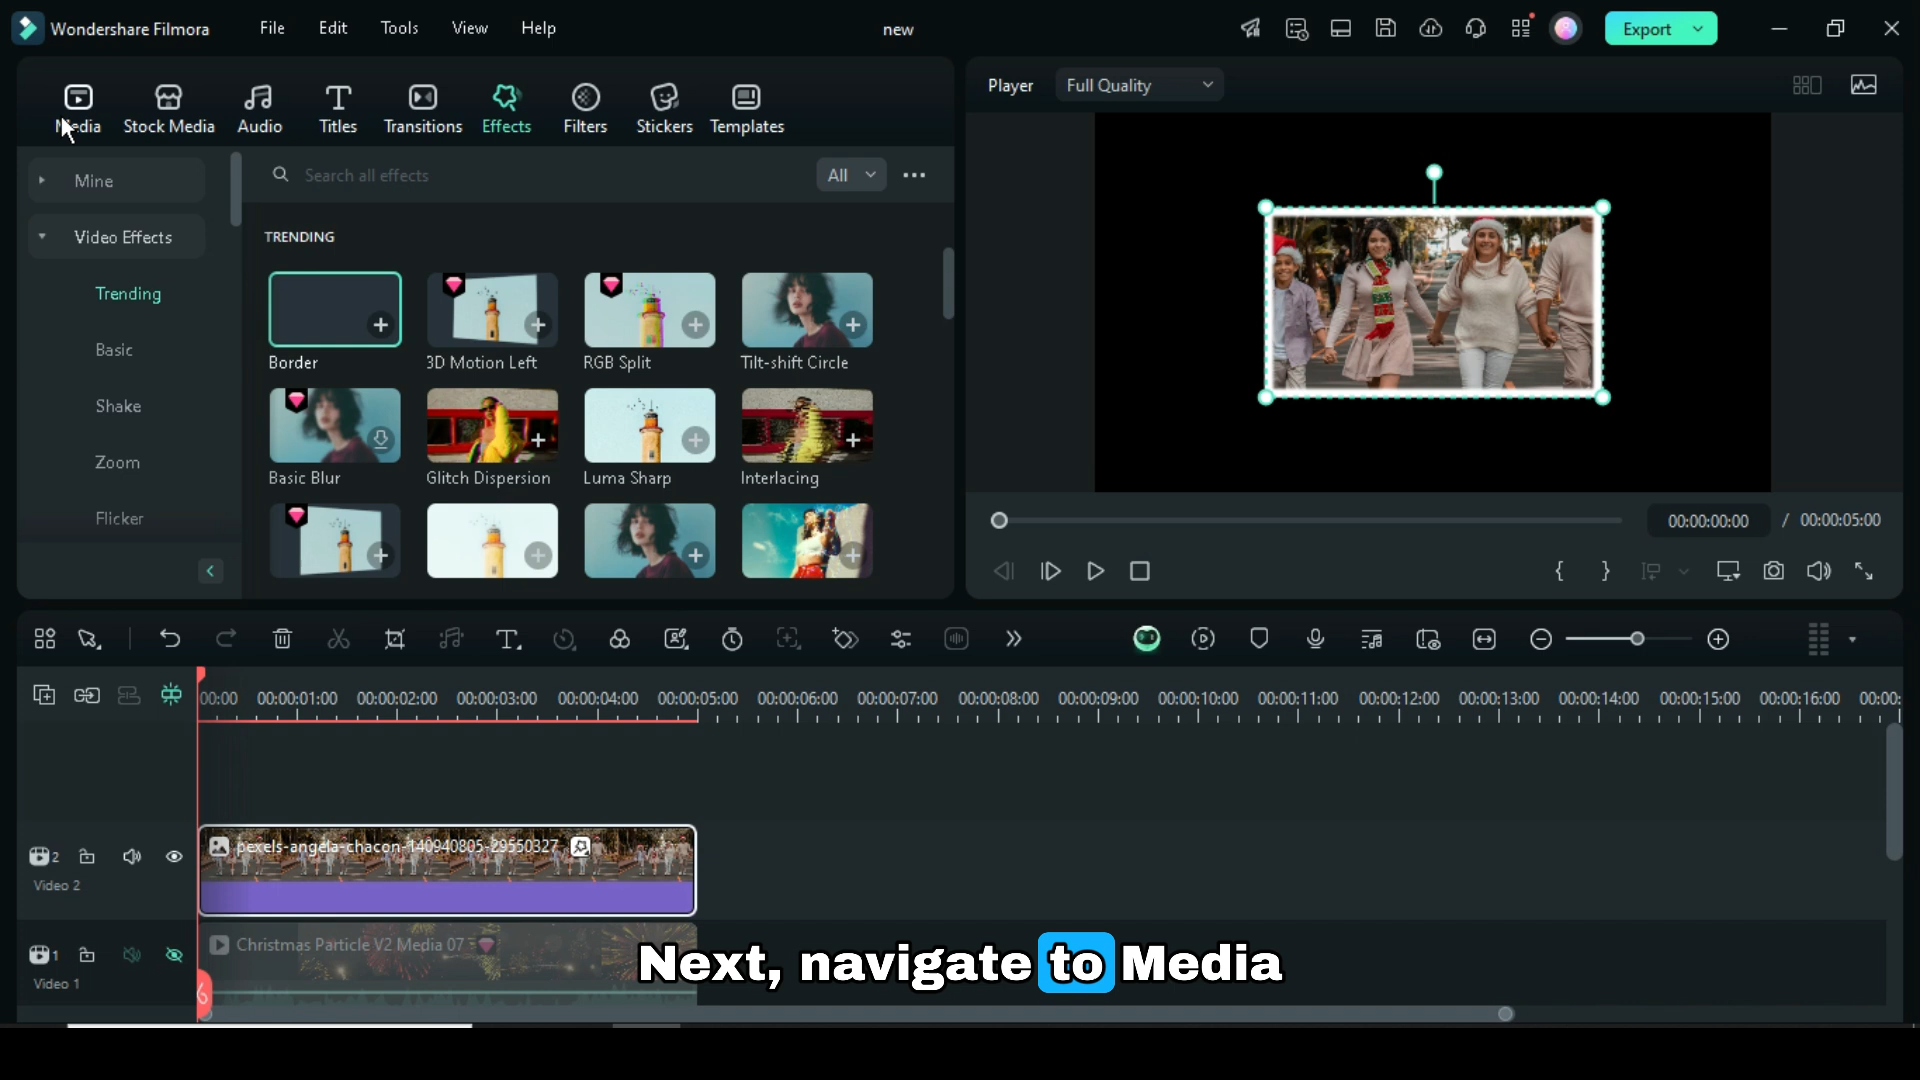 Wondershare Filmora
File
Edit
Tools
View
Help
new
Export
Media
Stock Media
Audio
Titles
Transitions
Effects
Filters
Stickers
Templates
Player
Full Quality
Mine
Video Effects
Trending
Basic
Shake
Zoom
Flicker
Search all effects
All
TRENDING
Border
3D Motion Left
RGB Split
Tilt-shift Circle
Basic Blur
Glitch Dispersion
Luma Sharp
Interlacing
00:00:00:00 / 00:00:05:00
00:00 00:00:01:00 00:00:02:00 00:00:03:00 00:00:04:00 00:00:05:00 00:00:06:00 00:00:07:00 00:00:08:00 00:00:09:00 00:00:10:00 00:00:11:00 00:00:12:00 00:00:13:00 00:00:14:00 00:00:15:00 00:00:16:00 00:00:
2
Video 2
pexels-angela-chacon-140940805-29550327
1
Video 1
Christmas Particle V2 Media 07
Next, navigate to Media